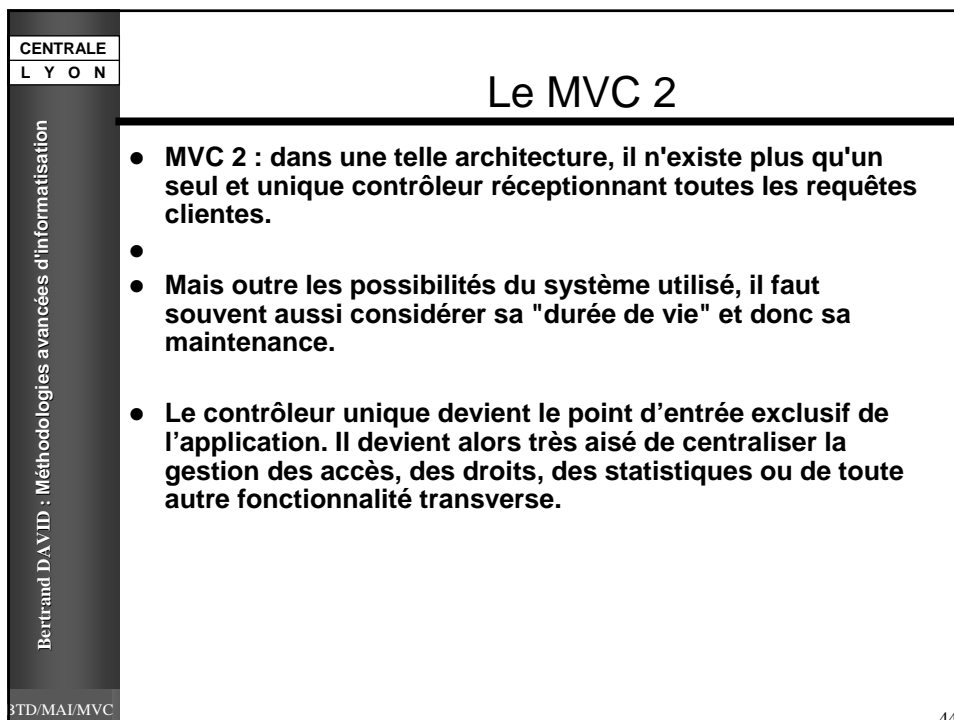 CENTRALE
L Y O N
Bertrand DAVID : Méthodologies avancées d'informatisation
Le MVC 2
● MVC 2 : dans une telle architecture, il n'existe plus qu'un
seul et unique contrôleur réceptionnant toutes les requêtes
clientes.
●
● Mais outre les possibilités du système utilisé, il faut
souvent aussi considérer sa "durée de vie" et donc sa
maintenance.
● Le contrôleur unique devient le point d’entrée exclusif de
l’application. Il devient alors très aisé de centraliser la
gestion des accès, des droits, des statistiques ou de toute
autre fonctionnalité transverse.
BTD/MAI/MVC
44